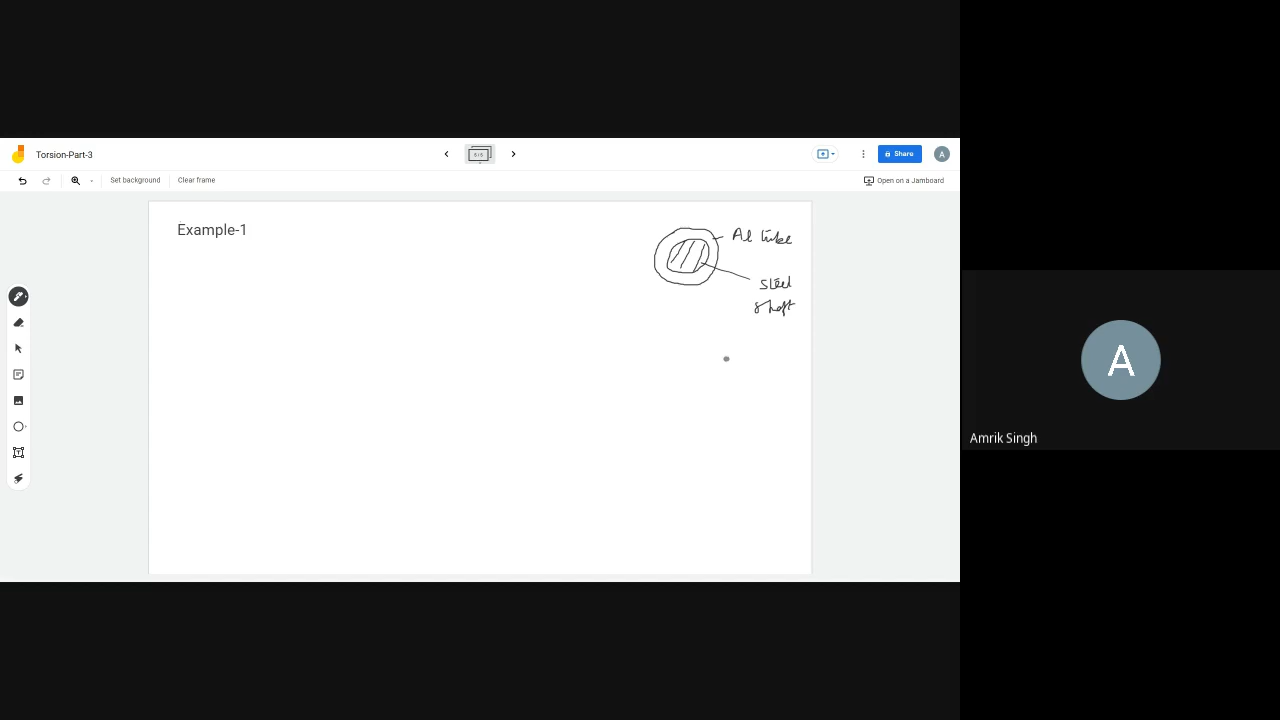 Torsion-Part-3
Share
A
Set background
Clear frame
Open on a Jamboard
Example-1
Al tube
Steel
shaft
A
Amrik Singh